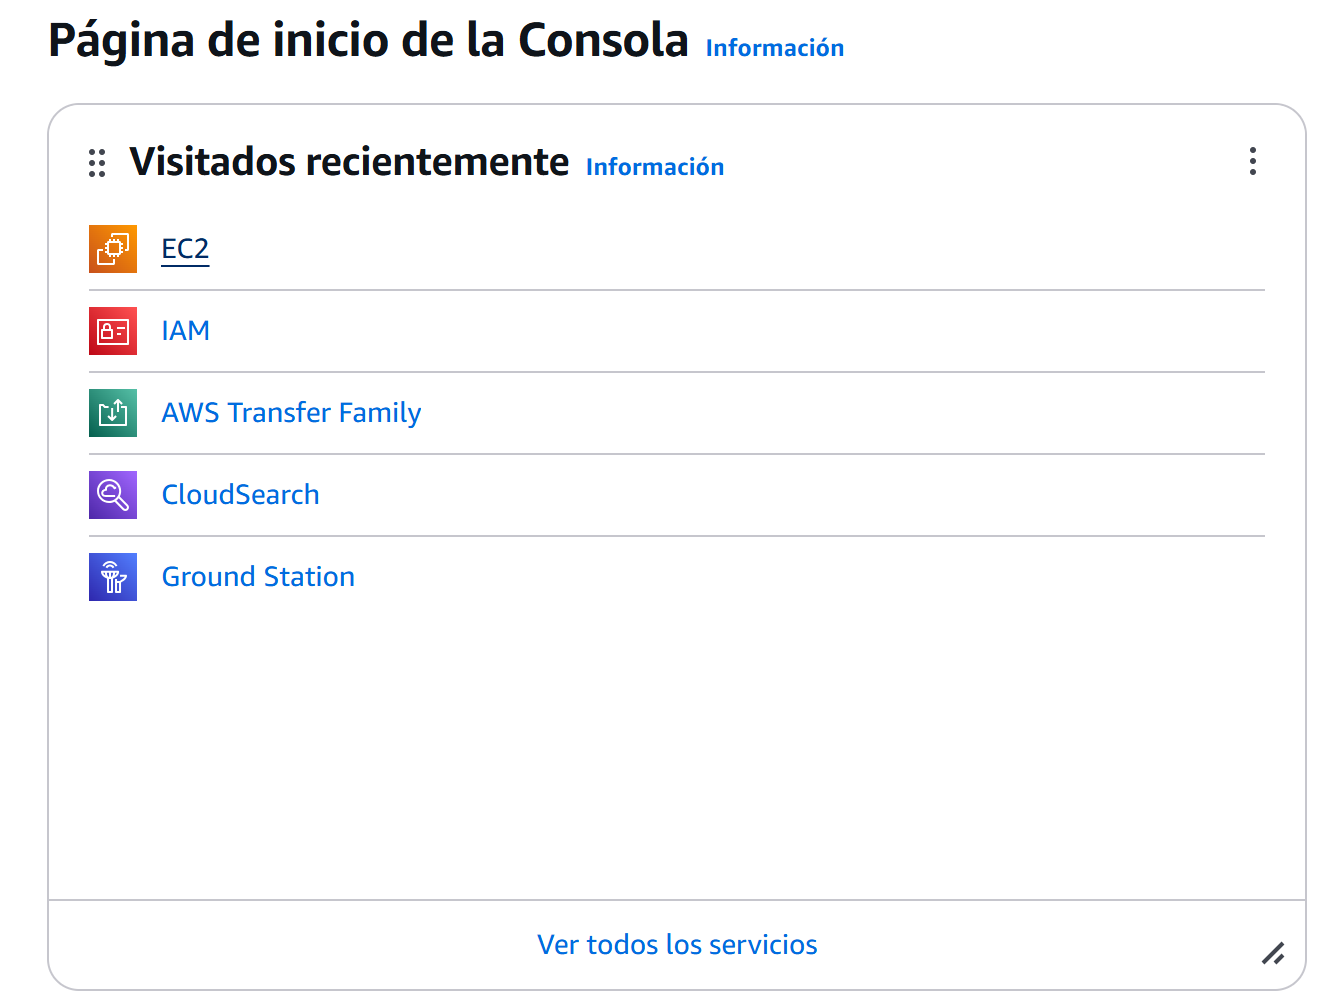 Página de inicio de la Consola Información
Visitados recientemente Información
EC2
IAM
AWS Transfer Family
CloudSearch
Ground Station
Ver todos los servicios